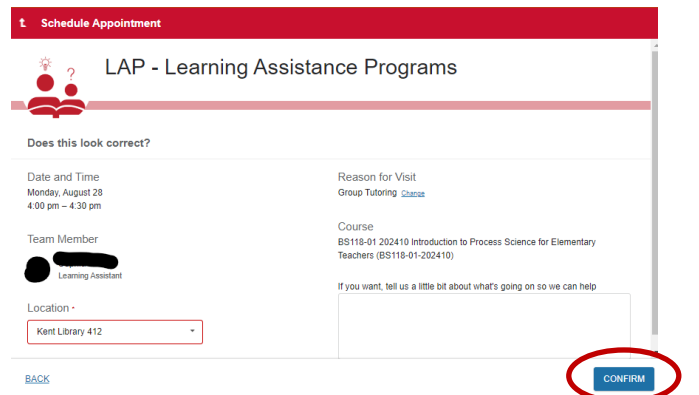 Schedule Appointment
?
LAP - Learning Assistance Programs
Does this look correct?
Date and Time
Monday, August 28
4:00 pm – 4:30 pm
Team Member
Learning Assistant
Location *
Kent Library 412
Reason for Visit
Group Tutoring Change
Course
BS118-01 202410 Introduction to Process Science for Elementary
Teachers (BS118-01-202410)
If you want, tell us a little bit about what's going on so we can help
BACK
CONFIRM